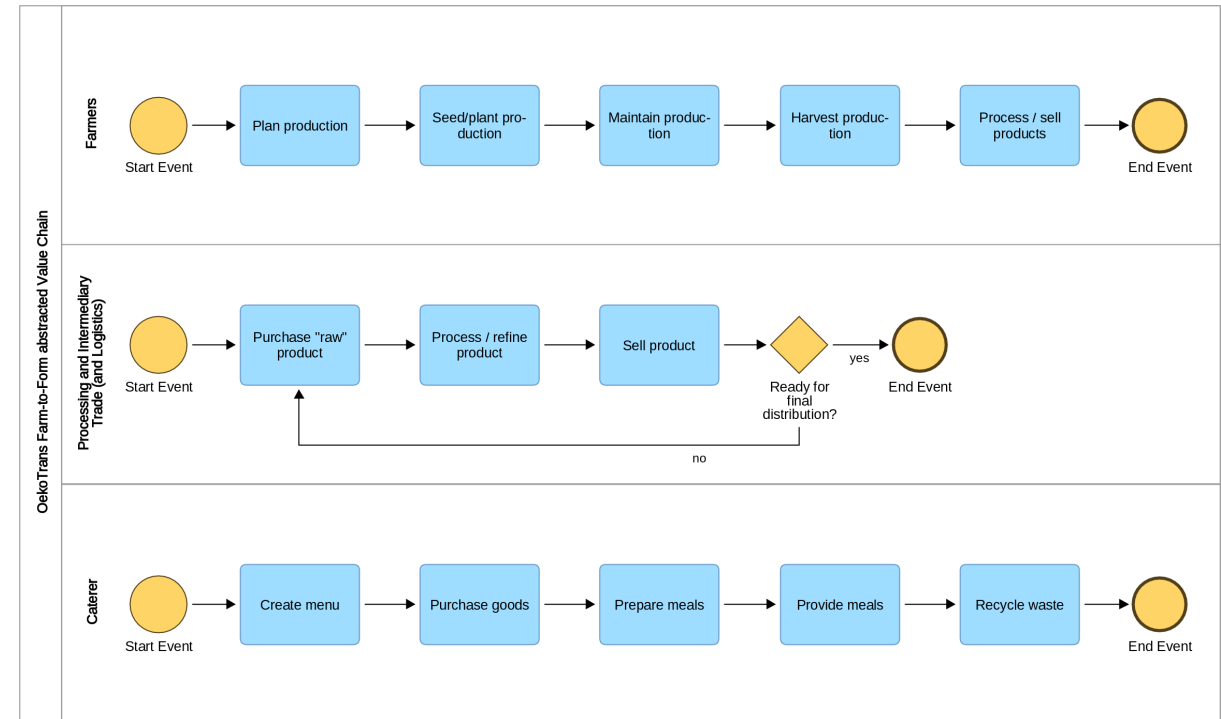 OekoTrans Farm-to-Form abstracted Value Chain
Farmers
Start Event
Plan production
Seed/plant pro-
duction
Maintain produc-
tion
Harvest produc-
tion
Process / sell
products
End Event
Processing and Intermediary
Trade (and Logistics)
Start Event
Purchase "raw"
product
Process / refine
product
Sell product
Ready for
final
distribution?
yes
no
End Event
Caterer
Start Event
Create menu
Purchase goods
Prepare meals
Provide meals
Recycle waste
End Event